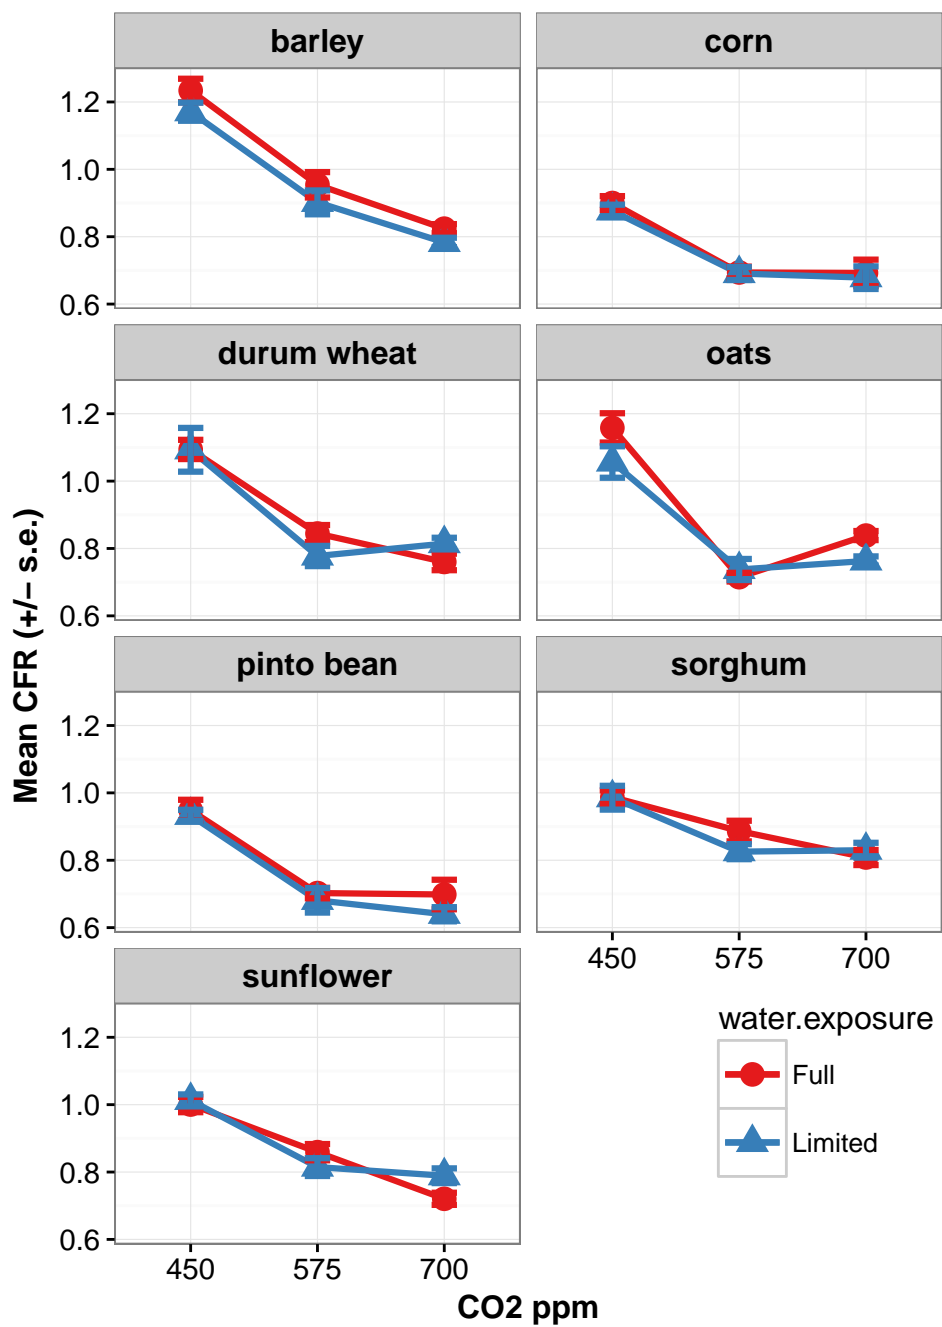 barley
corn
1.2
1.0
0.8
0.6
durum wheat
oats
1.2
1.0
0.8
0.6
Mean CFR (+/− s.e.)
pinto bean
sorghum
1.2
1.0
0.8
0.6
450 575 700
sunflower
1.2
1.0
0.8
0.6
450 575 700
CO2 ppm
water.exposure
Full
Limited